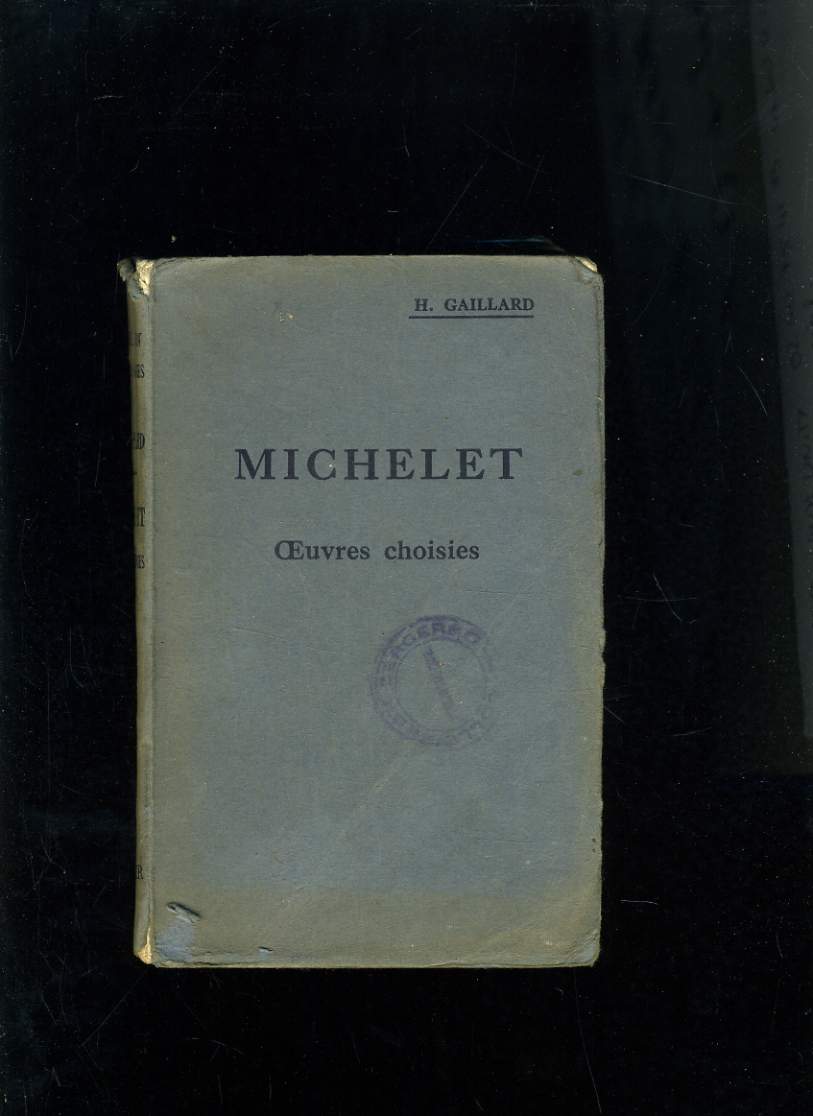 H. GAILLARD
MICHELET
Œuvres choisies